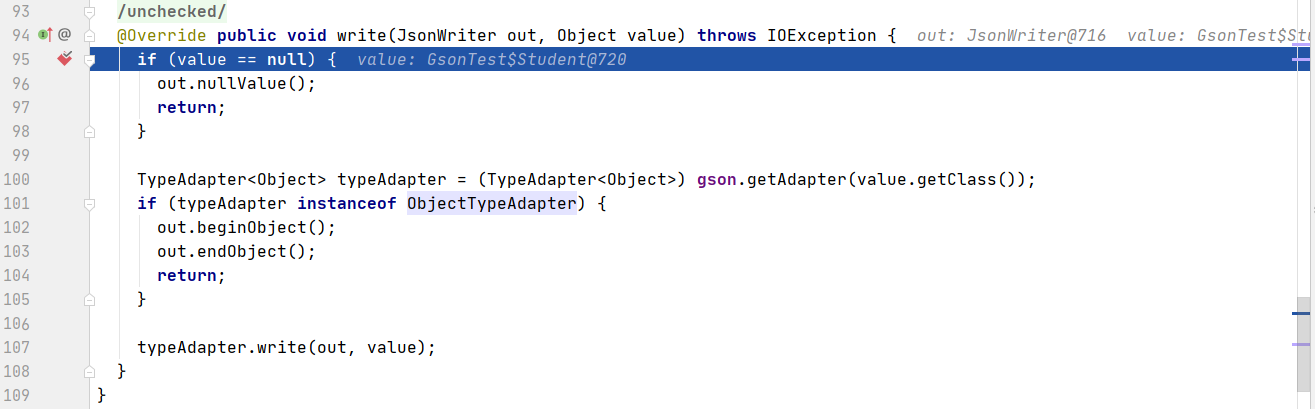 93 /unchecked/
94 @ @Override public void write(JsonWriter out, Object value) throws IOException { out: JsonWriter@716 value: GsonTest$Stu
95 if (value == null) { value: GsonTest$Student@720
96 out.nullValue();
97 return;
98 }
99
100 TypeAdapter<Object> typeAdapter = (TypeAdapter<Object>) gson.getAdapter(value.getClass());
101 if (typeAdapter instanceof ObjectTypeAdapter) {
102 out.beginObject();
103 out.endObject();
104 return;
105 }
106
107 typeAdapter.write(out, value);
108 }
109 }